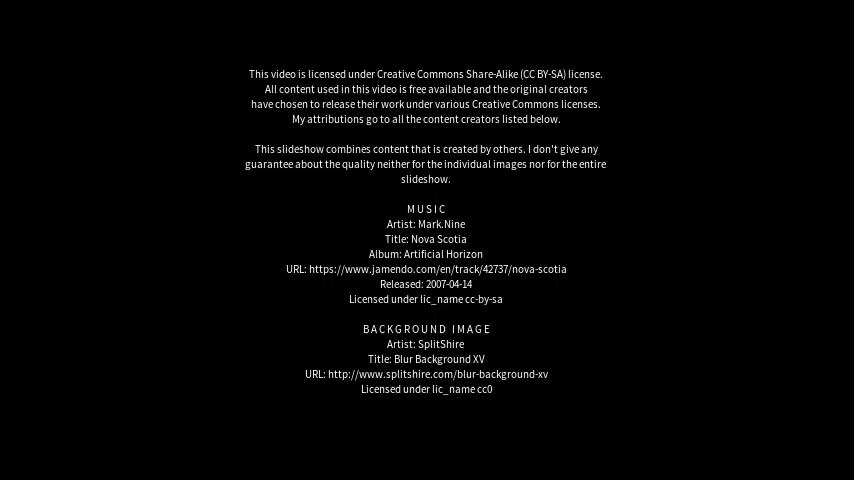 This video is licensed under Creative Commons Share-Alike (CC BY-SA) license.
All content used in this video is free available and the original creators
have chosen to release their work under various Creative Commons licenses.
My attributions go to all the content creators listed below.
This slideshow combines content that is created by others. I don't give any
guarantee about the quality neither for the individual images nor for the entire
slideshow.
MUSIC
Artist: Mark.Nine
Title: Nova Scotia
Album: Artificial Horizon
URL: https://www.jamendo.com/en/track/42737/nova-scotia
Released: 2007-04-14
Licensed under lic_name cc-by-sa
BACKGROUND IMAGE
Artist: SplitShire
Title: Blur Background XV
URL: http://www.splitshire.com/blur-background-xv
Licensed under lic_name cc0